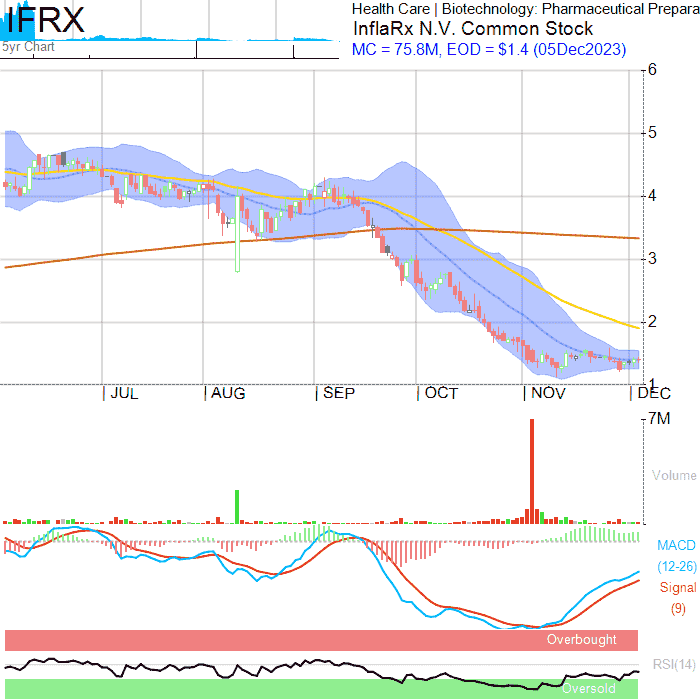 IFRX
5yr Chart
Health Care | Biotechnology: Pharmaceutical Prepara
InflaRx N.V. Common Stock
MC = 75.8M, EOD = $1.4 (05Dec2023)
6
5
4
3
2
1
JUL
AUG
SEP
OCT
NOV
DEC
7M
Volume
MACD
(12-26)
Signal
(9)
Overbought
RSI(14)
Oversold